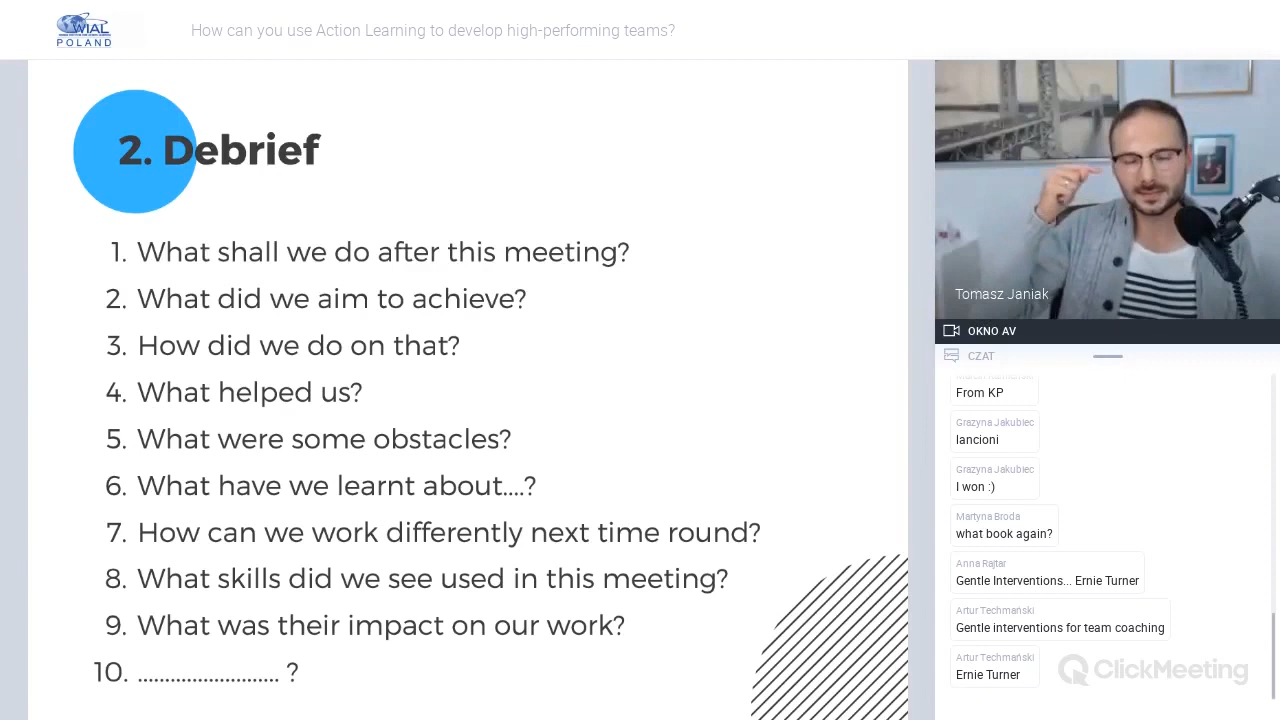 WIAL
POLAND
How can you use Action Learning to develop high-performing teams?
2. Debrief
1. What shall we do after this meeting?
2. What did we aim to achieve?
3. How did we do on that?
4. What helped us?
5. What were some obstacles?
6. What have we learnt about....?
7. How can we work differently next time round?
8. What skills did we see used in this meeting?
9. What was their impact on our work?
10. .......................... ?
Tomasz Janiak
OKNO AV
CZAT
From KP
Grazyna Jakubiec
lancioni
Grazyna Jakubiec
I won :)
Martyna Broda
what book again?
Anna Rajtar
Gentle Interventions... Ernie Turner
Artur Techmański
Gentle interventions for team coaching
Artur Techmański
Ernie Turner
ClickMeeting